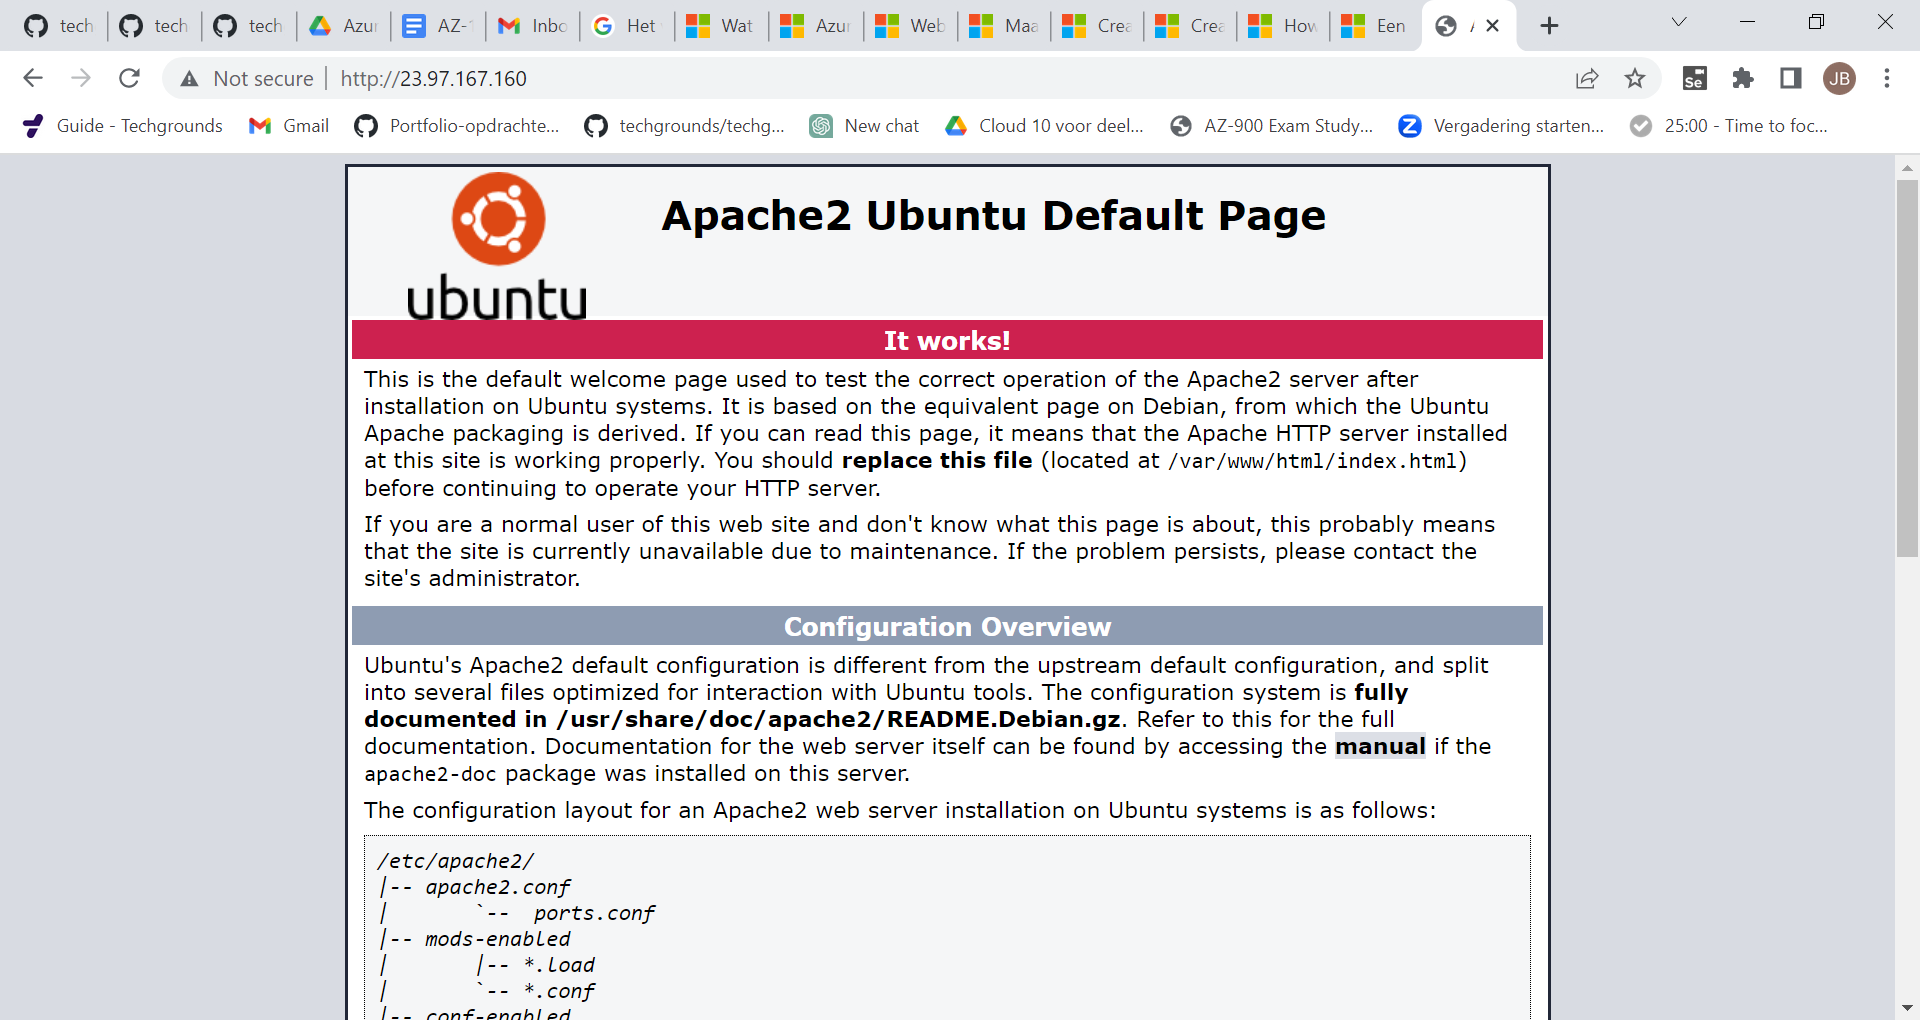 tech
tech
tech
Azur
AZ-1
Inbo
Het
Wat
Azur
Web
Maa
Crea
Crea
How
Een
Not secure
http://23.97.167.160
Se
JB
Guide - Techgrounds
Gmail
Portfolio-opdrachte...
techgrounds/techg...
New chat
Cloud 10 voor deel...
AZ-900 Exam Study...
Vergadering starten...
25:00 - Time to foc...
ubuntu
Apache2 Ubuntu Default Page
It works!
This is the default welcome page used to test the correct operation of the Apache2 server after
installation on Ubuntu systems. It is based on the equivalent page on Debian, from which the Ubuntu
Apache packaging is derived. If you can read this page, it means that the Apache HTTP server installed
at this site is working properly. You should replace this file (located at /var/www/html/index.html)
before continuing to operate your HTTP server.
If you are a normal user of this web site and don't know what this page is about, this probably means
that the site is currently unavailable due to maintenance. If the problem persists, please contact the
site's administrator.
Configuration Overview
Ubuntu's Apache2 default configuration is different from the upstream default configuration, and split
into several files optimized for interaction with Ubuntu tools. The configuration system is fully
documented in /usr/share/doc/apache2/README.Debian.gz. Refer to this for the full
documentation. Documentation for the web server itself can be found by accessing the manual if the
apache2-doc package was installed on this server.
The configuration layout for an Apache2 web server installation on Ubuntu systems is as follows:
/etc/apache2/
|-- apache2.conf
|       `--  ports.conf
|-- mods-enabled
|       |-- *.load
|       `-- *.conf
|-- conf-enabled